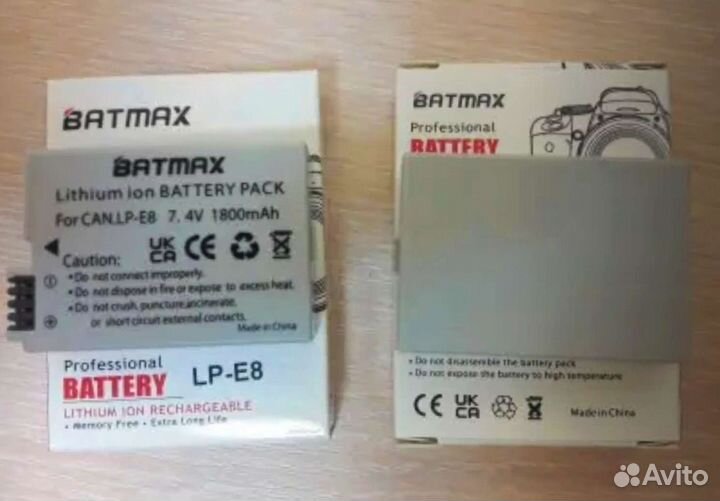 BATMAX
BATMAX
Lithium ion BATTERY PACK
For CAN.LP-E8 7.4V 1800mAh
UK CA CE
Caution:
• Do not connect improperly.
• Do not dispose in fire or expose to excess heat.
• Do not crush, puncture, incinerate,
or short circuit external contacts.
Made in China
Professional
BATTERY LP-E8
LITHIUM ION RECHARGEABLE
• Memory Free • Extra Long Life
BATMAX
Professional
BATTERY
• Do not disassemble the battery pack
• Do not expose the battery to high temperature
CE UK CA Made in China
Avito